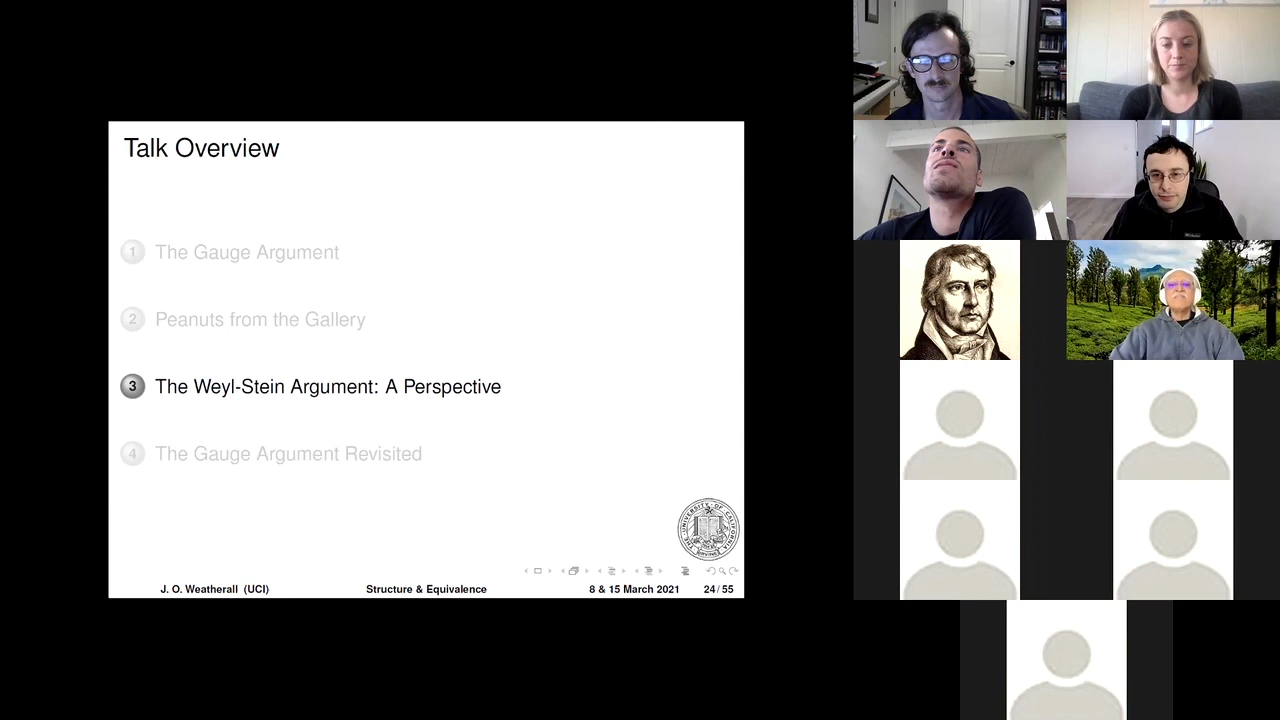 Talk Overview
1 The Gauge Argument
2 Peanuts from the Gallery
3 The Weyl-Stein Argument: A Perspective
4 The Gauge Argument Revisited
J. O. Weatherall (UCI) Structure & Equivalence 8 & 15 March 2021 24 / 55